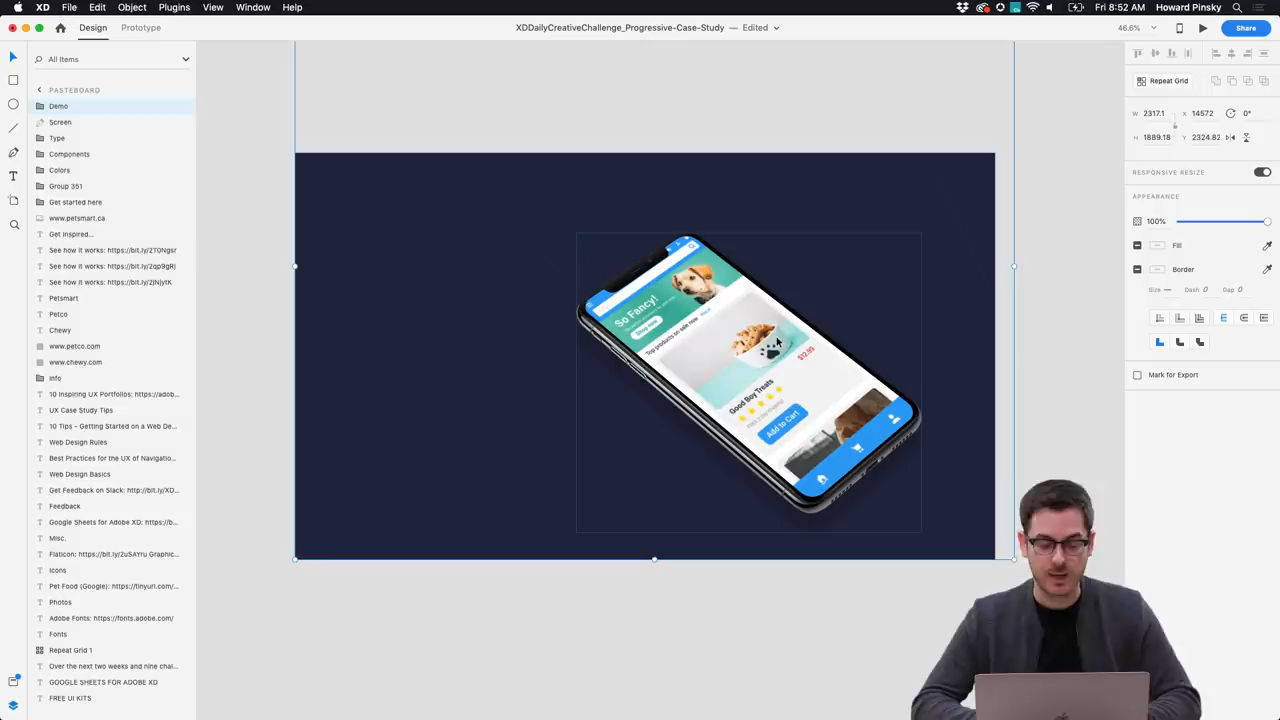 XD File Edit Object Plugins View Window Help
Fri 8:52 AM Howard Pinsky
Design Prototype
XDDailyCreativeChallenge_Progressive-Case-Study — Edited
46.6%
Share
All Items
PASTEBOARD
Demo
Screen
Type
Components
Colors
Group 351
Get started here
www.petsmart.ca
Get Inspired...
See how it works: https://bit.ly/2T0Ngsr
See how it works: https://bit.ly/2qp9gRj
See how it works: https://bit.ly/2jNjytK
Petsmart
Petco
Chewy
www.petco.com
www.chewy.com
Info
10 Inspiring UX Portfolios: https://adob...
UX Case Study Tips
10 Tips - Getting Started on a Web De...
Web Design Rules
Best Practices for the UX of Navigatio...
Web Design Basics
Get Feedback on Slack: http://bit.ly/XD...
Feedback
Google Sheets for Adobe XD: https://b...
Misc.
Flaticon: https://bit.ly/2uSAYru Graphic...
Icons
Pet Food (Google): https://tinyurl.com/...
Photos
Adobe Fonts: https://fonts.adobe.com/
Fonts
Repeat Grid 1
Over the next two weeks and nine chal...
GOOGLE SHEETS FOR ADOBE XD
FREE UI KITS
So Fancy!
Shop now
Top products on sale now
$12.99
Good Boy Treats
Add to Cart
Repeat Grid
W 2317.1 X 14572 0°
H 1889.18 Y 2324.82
RESPONSIVE RESIZE
APPEARANCE
100%
Fill
Border
Size — Dash 0 Gap 0
Mark for Export